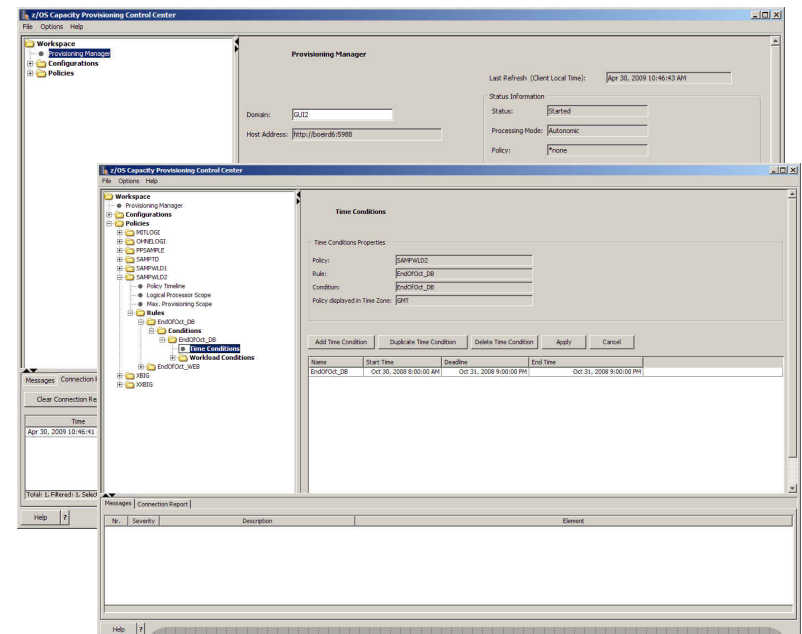 z/OS Capacity Provisioning Control Center
File Options Help
Workspace
Provisioning Manager
Configurations
Policies
Provisioning Manager
Last Refresh (Client Local Time): Apr 30, 2009 10:46:43 AM
Status Information
Domain: GUI2
Status: Started
Host Address: http://boeird6:5988
Processing Mode: Autonomic
Policy: *none
Messages Connection R
Clear Connection Re
Time
Apr 30, 2009 10:46:41
Total: 1, Filtered: 1, Select
Help ?
z/OS Capacity Provisioning Control Center
File Options Help
Workspace
Provisioning Manager
Configurations
Policies
MITLOGI
OHNELOGI
PPSAMPLE
SAMPTD
SAMPWLD1
SAMPWLD2
Policy Timeline
Logical Processor Scope
Max. Provisioning Scope
Rules
EndOfOct_DB
Conditions
EndOfOct_DB
Time Conditions
Workload Conditions
EndOfOct_WEB
XBIG
XXBIG
Time Conditions
Time Conditions Properties
Policy: SAMPWLD2
Rule: EndOfOct_DB
Condition: EndOfOct_DB
Policy displayed in Time Zone: GMT
Add Time Condition Duplicate Time Condition Delete Time Condition Apply Cancel
Name Start Time Deadline End Time
EndOfOct_DB Oct 30, 2008 8:00:00 AM Oct 31, 2008 9:00:00 PM Oct 31, 2008 9:00:00 PM
Messages Connection Report
Nr. Severity Description Element
Help ?